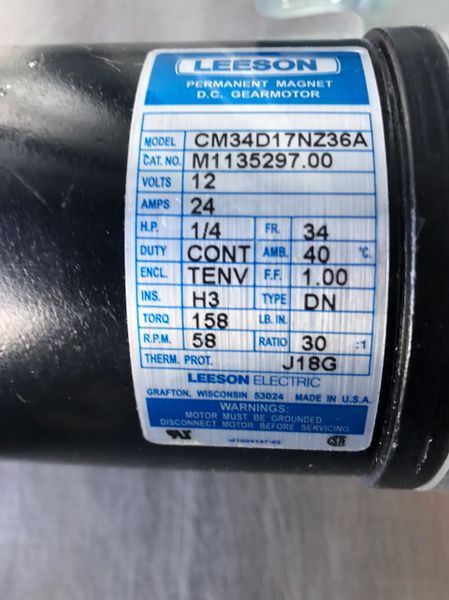 LEESON
PERMANENT MAGNET
D.C. GEARMOTOR
MODEL CM34D17NZ36A
CAT. NO. M1135297.00
VOLTS 12
AMPS 24
H.P. 1/4 FR. 34
DUTY CONT AMB. 40 °C
ENCL. TENV F.F. 1.00
INS. H3 TYPE DN
TORQ 158 LB. IN.
R.P.M. 58 RATIO 30 :1
THERM. PROT. J18G
LEESON ELECTRIC
GRAFTON, WISCONSIN 53024 MADE IN U.S.A.
WARNINGS:
MOTOR MUST BE GROUNDED
DISCONNECT MOTOR BEFORE SERVICING.